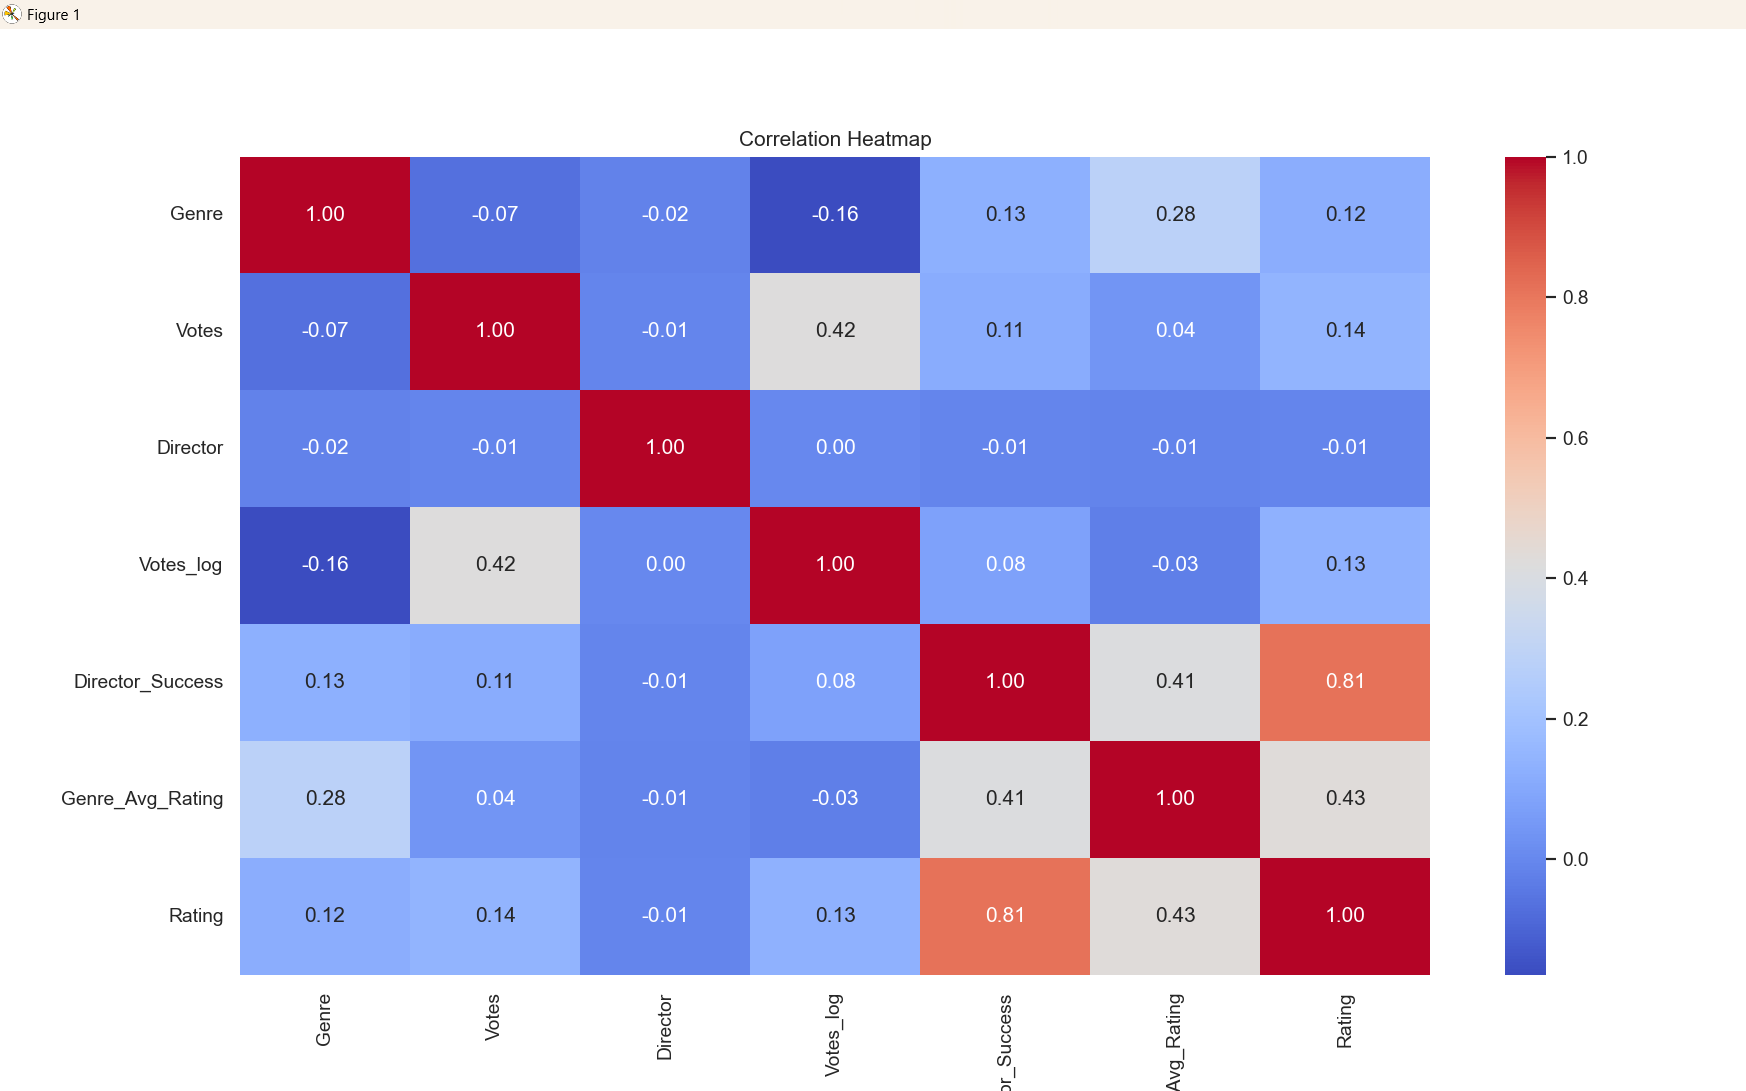 Figure 1
Correlation Heatmap
Genre 1.00 -0.07 -0.02 -0.16 0.13 0.28 0.12
Votes -0.07 1.00 -0.01 0.42 0.11 0.04 0.14
Director -0.02 -0.01 1.00 0.00 -0.01 -0.01 -0.01
Votes_log -0.16 0.42 0.00 1.00 0.08 -0.03 0.13
Director_Success 0.13 0.11 -0.01 0.08 1.00 0.41 0.81
Genre_Avg_Rating 0.28 0.04 -0.01 -0.03 0.41 1.00 0.43
Rating 0.12 0.14 -0.01 0.13 0.81 0.43 1.00
Genre
Votes
Director
Votes_log
or_Success
Avg_Rating
Rating
1.0
0.8
0.6
0.4
0.2
0.0